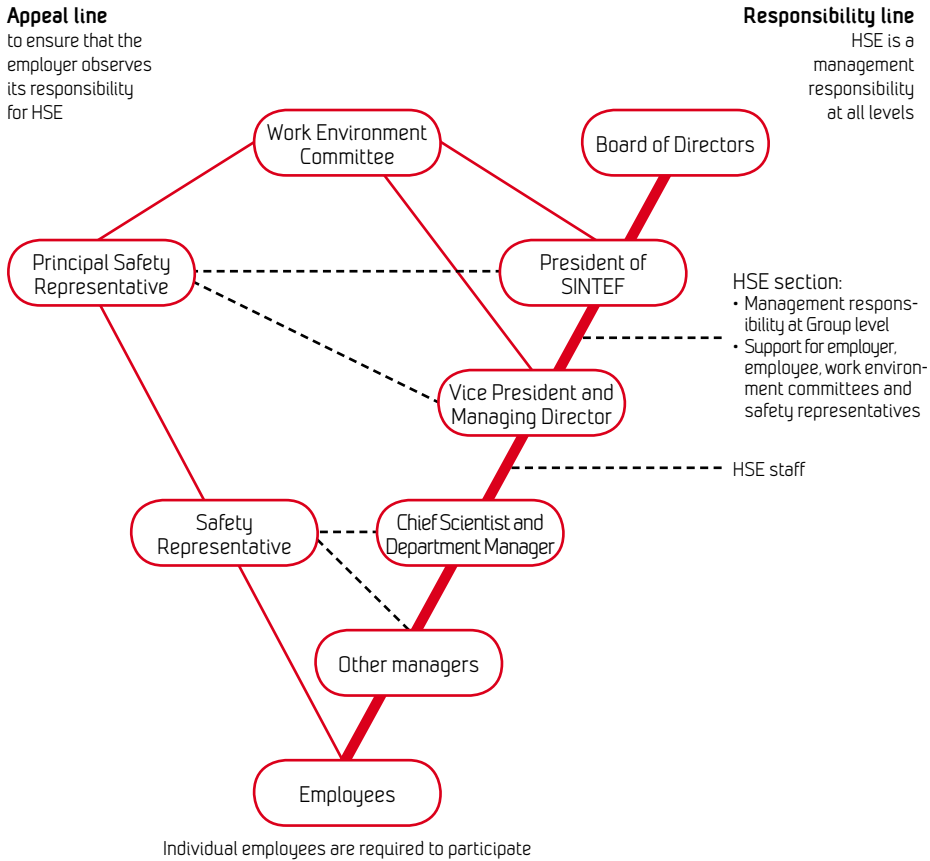 Appeal line
to ensure that the
employer observes
its responsibility
for HSE
Responsibility line
HSE is a
management
responsibility
at all levels
Work Environment
Committee
Board of Directors
Principal Safety
Representative
President of
SINTEF
HSE section:
• Management respons-
ibility at Group level
• Support for employer,
employee, work environ-
ment committees and
safety representatives
Vice President and
Managing Director
HSE staff
Safety
Representative
Chief Scientist and
Department Manager
Other managers
Employees
Individual employees are required to participate